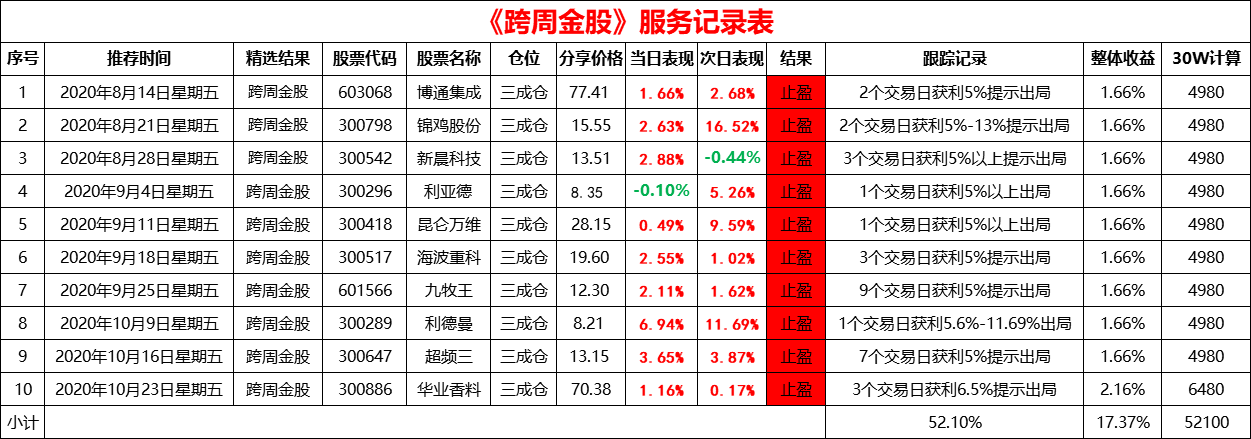 《跨周金股》服务记录表
序号 推荐时间 精选结果 股票代码 股票名称 仓位 分享价格 当日表现 次日表现 结果 跟踪记录 整体收益 30W计算
1 2020年8月14日星期五 跨周金股 603068 博通集成 三成仓 77.41 1.66% 2.68% 止盈 2个交易日获利5%提示出局 1.66% 4980
2 2020年8月21日星期五 跨周金股 300798 锦鸡股份 三成仓 15.55 2.63% 16.52% 止盈 2个交易日获利5%-13%提示出局 1.66% 4980
3 2020年8月28日星期五 跨周金股 300542 新晨科技 三成仓 13.51 2.88% -0.44% 止盈 3个交易日获利5%以上提示出局 1.66% 4980
4 2020年9月4日星期五 跨周金股 300296 利亚德 三成仓 8.35 -0.10% 5.26% 止盈 1个交易日获利5%以上出局 1.66% 4980
5 2020年9月11日星期五 跨周金股 300418 昆仑万维 三成仓 28.15 0.49% 9.59% 止盈 1个交易日获利5%以上出局 1.66% 4980
6 2020年9月18日星期五 跨周金股 300517 海波重科 三成仓 19.60 2.55% 1.02% 止盈 3个交易日获利5%提示出局 1.66% 4980
7 2020年9月25日星期五 跨周金股 601566 九牧王 三成仓 12.30 2.11% 1.62% 止盈 9个交易日获利5%提示出局 1.66% 4980
8 2020年10月9日星期五 跨周金股 300289 利德曼 三成仓 8.21 6.94% 11.69% 止盈 1个交易日获利5.6%-11.69%出局 1.66% 4980
9 2020年10月16日星期五 跨周金股 300647 超频三 三成仓 13.15 3.65% 3.87% 止盈 7个交易日获利5%提示出局 1.66% 4980
10 2020年10月23日星期五 跨周金股 300886 华业香料 三成仓 70.38 1.16% 0.17% 止盈 3个交易日获利6.5%提示出局 2.16% 6480
小计 52.10% 17.37% 52100